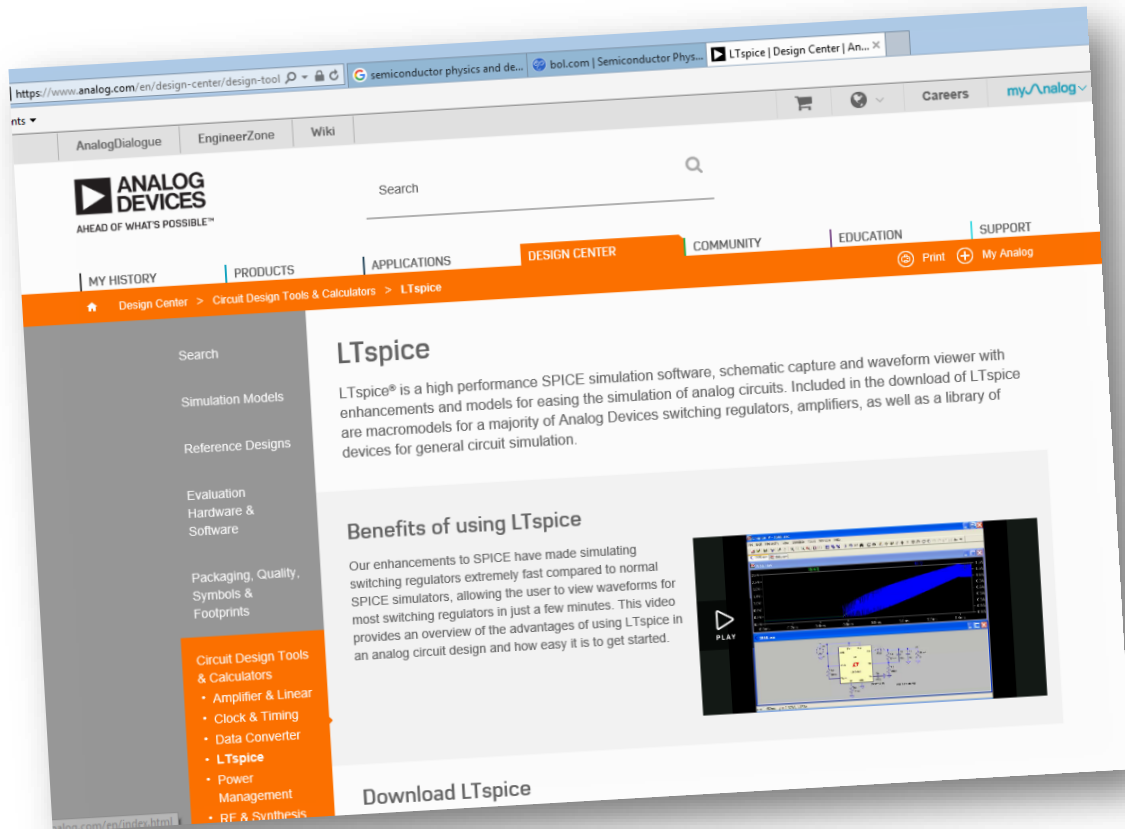 https://www.analog.com/en/design-center/design-tool
semiconductor physics and de...
bol.com | Semiconductor Phys...
LTspice | Design Center | An...
nts
AnalogDialogue
EngineerZone
Wiki
Careers
myAnalog
ANALOG
DEVICES
AHEAD OF WHAT'S POSSIBLE™
Search
MY HISTORY
PRODUCTS
APPLICATIONS
DESIGN CENTER
COMMUNITY
EDUCATION
SUPPORT
Design Center > Circuit Design Tools & Calculators > LTspice
Print
My Analog
Search
Simulation Models
Reference Designs
Evaluation
Hardware &
Software
Packaging, Quality,
Symbols &
Footprints
Circuit Design Tools
& Calculators
• Amplifier & Linear
• Clock & Timing
• Data Converter
• LTspice
• Power
Management
• RF & Synthesis
LTspice
LTspice® is a high performance SPICE simulation software, schematic capture and waveform viewer with
enhancements and models for easing the simulation of analog circuits. Included in the download of LTspice
are macromodels for a majority of Analog Devices switching regulators, amplifiers, as well as a library of
devices for general circuit simulation.
Benefits of using LTspice
Our enhancements to SPICE have made simulating
switching regulators extremely fast compared to normal
SPICE simulators, allowing the user to view waveforms for
most switching regulators in just a few minutes. This video
provides an overview of the advantages of using LTspice in
an analog circuit design and how easy it is to get started.
PLAY
Download LTspice
alog.com/en/index.html